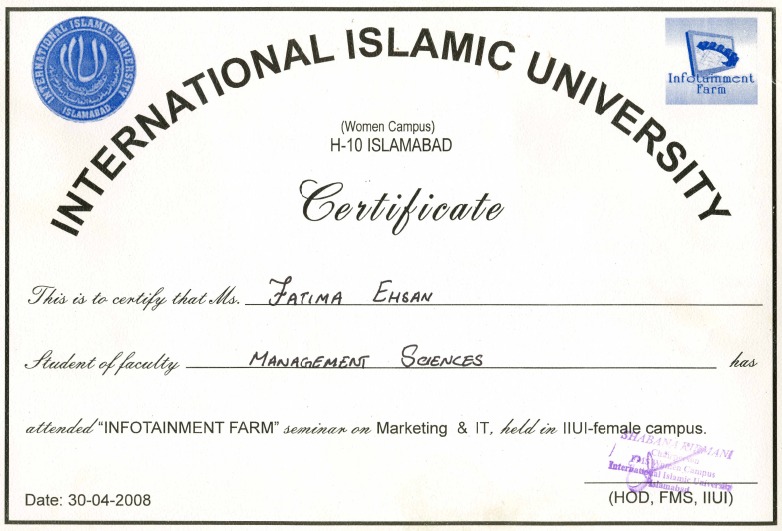 INTERNATIONAL ISLAMIC UNIVERSITY
INTERNATIONAL ISLAMIC UNIVERSITY
ISLAMABAD
Infotainment
Farm
(Women Campus)
H-10 ISLAMABAD
Certificate
This is to certify that Ms. FATIMA EHSAN
Student of faculty MANAGEMENT SCIENCES has
attended "INFOTAINMENT FARM" seminar on Marketing & IT, held in IIUI-female campus.
SHABANA
Women Campus
International Islamic University
Islamabad
Date: 30-04-2008
(HOD, FMS, IIUI)